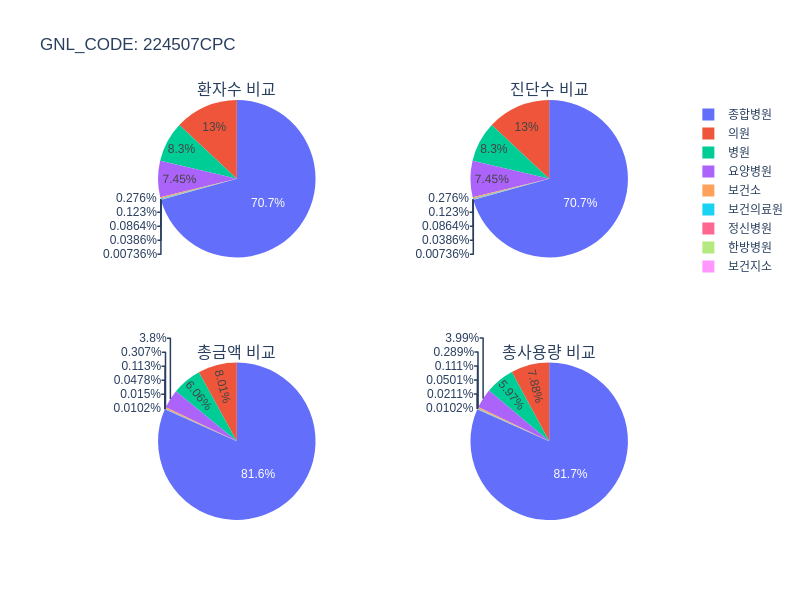 GNL_CODE: 224507CPC
환자수 비교
70.7%
13%
8.3%
7.45%
0.276%
0.123%
0.0864%
0.0386%
0.00736%
진단수 비교
70.7%
13%
8.3%
7.45%
0.276%
0.123%
0.0864%
0.0386%
0.00736%
종합병원
의원
병원
요양병원
보건소
보건의료원
정신병원
한방병원
보건지소
총금액 비교
81.6%
8.01%
6.06%
3.8%
0.307%
0.113%
0.0478%
0.015%
0.0102%
총사용량 비교
81.7%
7.88%
5.97%
3.99%
0.289%
0.111%
0.0501%
0.0211%
0.0102%